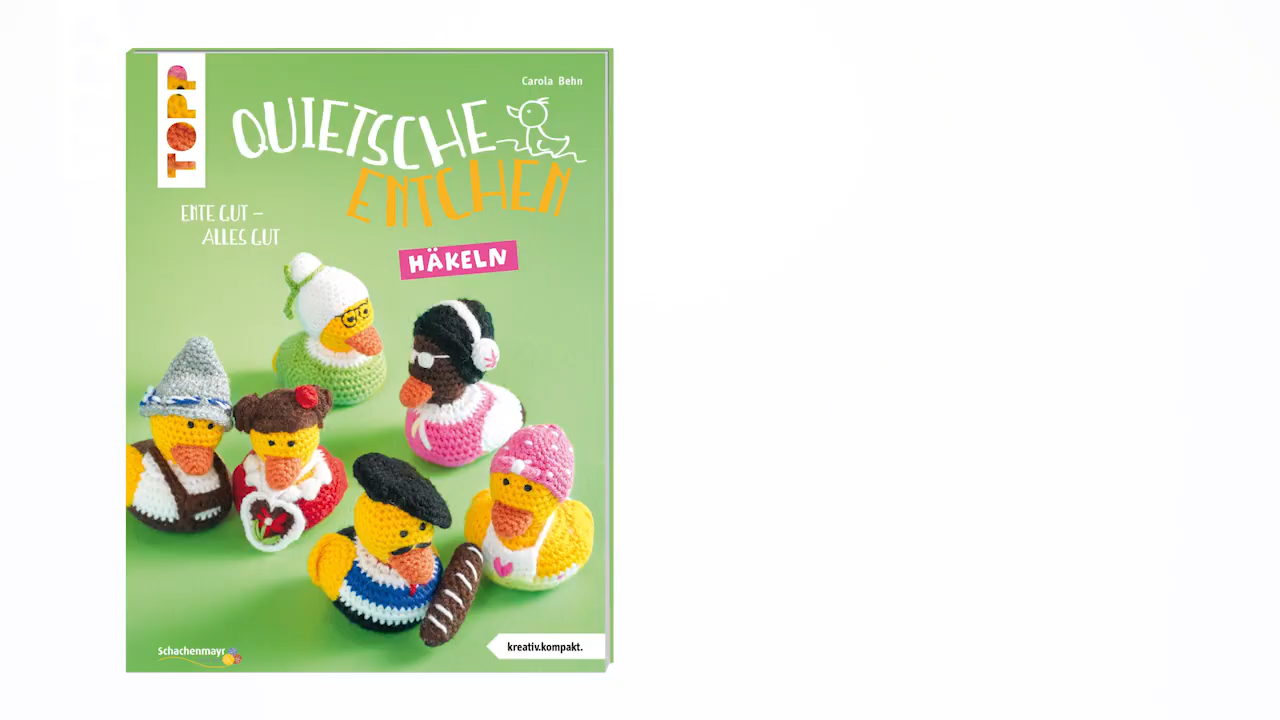 TOPP
Carola Behn
QUIETSCHE
ENTCHEN
ENTE GUT –
ALLES GUT
HÄKELN
Schachenmayr
kreativ.kompakt.